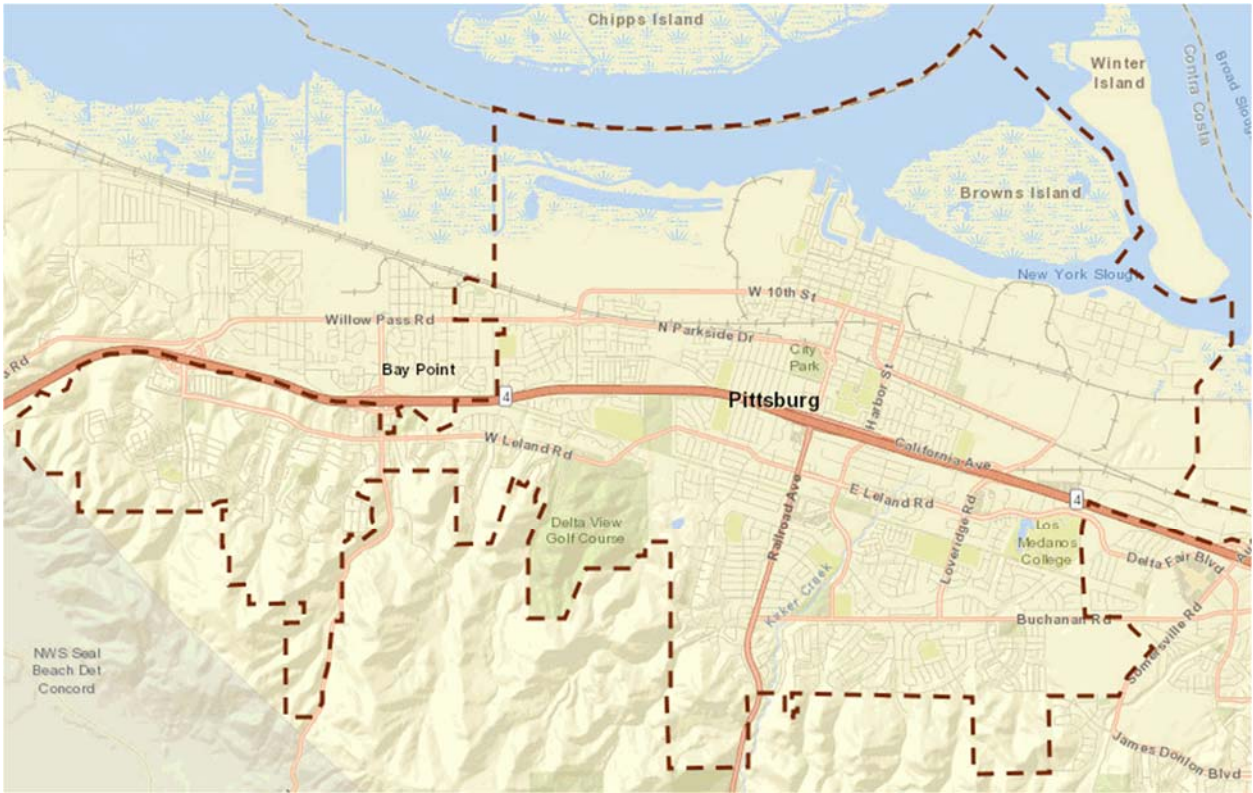 Chipps Island
Winter
Island
Contra Costa
Broad
Browns Island
New York Slough
W 10th St
Willow Pass Rd
N Parkside Dr
City
Park
Rd
Bay Point
4
Pittsburg
Harbor St
W Leland Rd
California Ave
4
E Leland Rd
Railroad Ave
Loveridge Rd
Delta View
Golf Course
Los
Medanos
College
Delta Fair Blvd
Creek
Buchanan Rd
Somersville Rd
NWS Seal
Beach Det
Concord
James Donlon Blvd